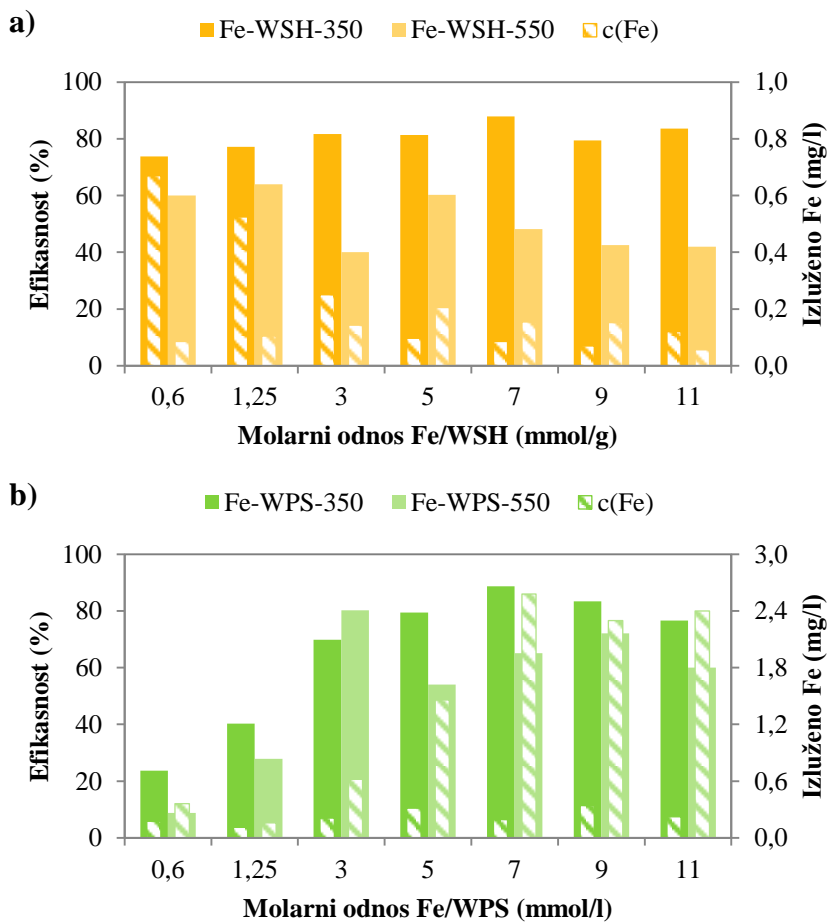 a)
Fe-WSH-350 Fe-WSH-550 c(Fe)
100 1,0
80 0,8
60 0,6
40 0,4
20 0,2
0 0,0
Efikasnost (%)
Izluženo Fe (mg/l)
0,6 1,25 3 5 7 9 11
Molarni odnos Fe/WSH (mmol/g)
b)
Fe-WPS-350 Fe-WPS-550 c(Fe)
100 3,0
80 2,4
60 1,8
40 1,2
20 0,6
0 0,0
Efikasnost (%)
Izluženo Fe (mg/l)
0,6 1,25 3 5 7 9 11
Molarni odnos Fe/WPS (mmol/l)